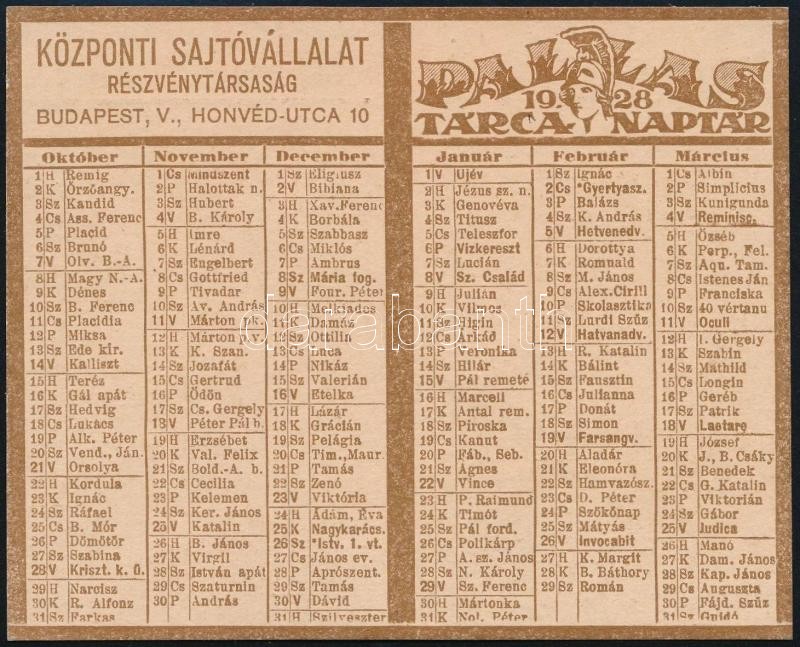 KÖZPONTI SAJTÓVÁLLALAT
RÉSZVÉNYTÁRSASÁG
BUDAPEST, V., HONVÉD-UTCA 10
Október
1 H Remig
2 K Őrzőangy.
3 Sz Kandid
4 Cs Ass. Ferenc
5 P Placid
6 Sz Brunó
7 V Olv. B.-A.
8 H Magy N.-A.
9 K Dénes
10 Sz B. Ferenc
11 Cs Placidia
12 P Miksa
13 Sz Ede kir.
14 V Kalliszt
15 H Teréz
16 K Gál apát
17 Sz Hedvig
18 Cs Lukács
19 P Alk. Péter
20 Sz Vend., Ján.
21 V Orsolya
22 H Kordula
23 K Ignác
24 Sz Ráfael
25 Cs B. Mór
26 P Dömötör
27 Sz Szabina
28 V Kriszt. k. ü.
29 H Narcisz
30 K R. Alfonz
31 Sz Farkas
November
1 Cs Mindszent
2 P Halottak n.
3 Sz Hubert
4 V B. Károly
5 H Imre
6 K Lénárd
7 Sz Engelbert
8 Cs Gottfried
9 P Tivadar
10 Sz Av. András
11 V Márton pk.
12 H Márton pv.
13 K K. Szan.
14 Sz Jozafát
15 Cs Gertrud
16 P Ödön
17 Sz Cs. Gergely
18 V Péter Pál b.
19 H Erzsébet
20 K Val. Felix
21 Sz Bold.-A. b.
22 Cs Cecilia
23 P Kelemen
24 Sz Ker. János
25 V Katalin
26 H B. János
27 K Virgil
28 Sz István apát
29 Cs Szaturnin
30 P András
December
1 Sz Eligiusz
2 V Bibiana
3 H Xav. Ferenc
4 K Borbála
5 Sz Szabbasz
6 Cs Miklós
7 P Ambrus
8 Sz Mária fog.
9 V Four. Péter
10 H Melkiades
11 K Damáz
12 Sz Ottilin
13 Cs Luca
14 P Nikáz
15 Sz Valerián
16 V Etelka
17 H Lázár
18 K Grácián
19 Sz Pelágia
20 Cs Tim., Maur.
21 P Tamás
22 Sz Zenó
23 V Viktória
24 H Ádám, Éva
25 K Nagykarács.
26 Sz *Istv. 1. vt.
27 Cs János ev.
28 P Aprószent.
29 Sz Tamás
30 V Dávid
31 H Szilveszter
PALLAS
1928
TÁRCA NAPTÁR
Január
1 V Ujév
2 H Jézus sz. n.
3 K Genovéva
4 Sz Titusz
5 Cs Teleszfor
6 P Vizkereszt
7 Sz Lucián
8 V Sz. Család
9 H Julián
10 K Vilmos
11 Sz Higin
12 Cs Árkád
13 P Veronika
14 Sz Hilár
15 V Pál remeté
16 H Marcell
17 K Antal rem.
18 Sz Piroska
19 Cs Kanut
20 P Fáb., Seb.
21 Sz Ágnes
22 V Vince
23 H P. Raimund
24 K Timót
25 Sz Pál ford.
26 Cs Polikárp
27 P A. sz. János
28 Sz N. Károly
29 V Sz. Ferenc
30 H Mártonka
31 K Nol. Péter
Február
1 Sz Ignác
2 Cs *Gyertyasz.
3 P Balázs
4 Sz K. András
5 V Hetvenedv.
6 H Dorottya
7 K Romuald
8 Sz M. János
9 Cs Alex. Cirill
10 P Skolasztika
11 Sz Lurdi Szűz
12 V Hatvanadv.
13 H R. Katalin
14 K Bálint
15 Sz Fausztin
16 Cs Julianna
17 P Donát
18 Sz Simon
19 V Farsangv.
20 H Aladár
21 K Eleonóra
22 Sz Hamvazósz.
23 Cs D. Péter
24 P Szökőnap
25 Sz Mátyás
26 V Invocabit
27 H K. Margit
28 K B. Báthory
29 Sz Román
Március
1 Cs Albin
2 P Simplicius
3 Sz Kunigunda
4 V Reminisc.
5 H Özséb
6 K Perp., Fel.
7 Sz Aqu. Tam.
8 Cs Istenes Ján
9 P Franciska
10 Sz 40 vértanu
11 V Oculi
12 H I. Gergely
13 K Szabin
14 Sz Mathild
15 Cs Longin
16 P Geréb
17 Sz Patrik
18 V Laetare
19 H József
20 K J., B. Csáky
21 Sz Benedek
22 Cs G. Katalin
23 P Viktorián
24 Sz Gábor
25 V Judica
26 H Manó
27 K Dam. János
28 Sz Kap. János
29 Cs Auguszta
30 P Fájd. Szűz
31 Sz Guidó
darabanth